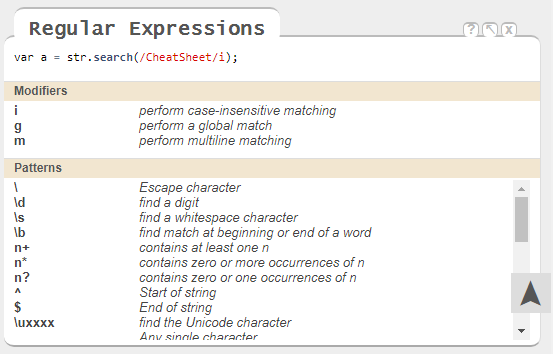 Regular Expressions
? x
var a = str.search(/CheatSheet/i);
Modifiers
i perform case-insensitive matching
g perform a global match
m perform multiline matching
Patterns
\ Escape character
\d find a digit
\s find a whitespace character
\b find match at beginning or end of a word
n+ contains at least one n
n* contains zero or more occurrences of n
n? contains zero or one occurrences of n
^ Start of string
$ End of string
\uxxxx find the Unicode character
Any single character